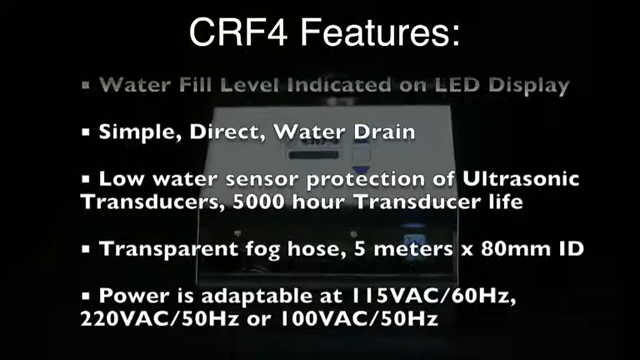 CRF4 Features:
▪ Water Fill Level Indicated on LED Display
▪ Simple, Direct, Water Drain
▪ Low water sensor protection of Ultrasonic
Transducers, 5000 hour Transducer life
▪ Transparent fog hose, 5 meters x 80mm ID
▪ Power is adaptable at 115VAC/60Hz,
220VAC/50Hz or 100VAC/50Hz
CRF4